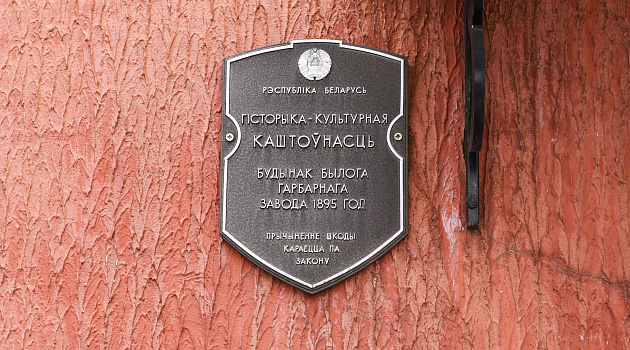 РЭСПУБЛІКА БЕЛАРУСЬ
ГІСТОРЫКА-КУЛЬТУРНАЯ
КАШТОЎНАСЦЬ
БУДЫНАК БЫЛОГА
ГАРБАРНАГА
ЗАВОДА 1895 ГОД
ПРЫЧЫНЕННЕ ШКОДЫ
КАРАЕЦЦА ПА
ЗАКОНУ